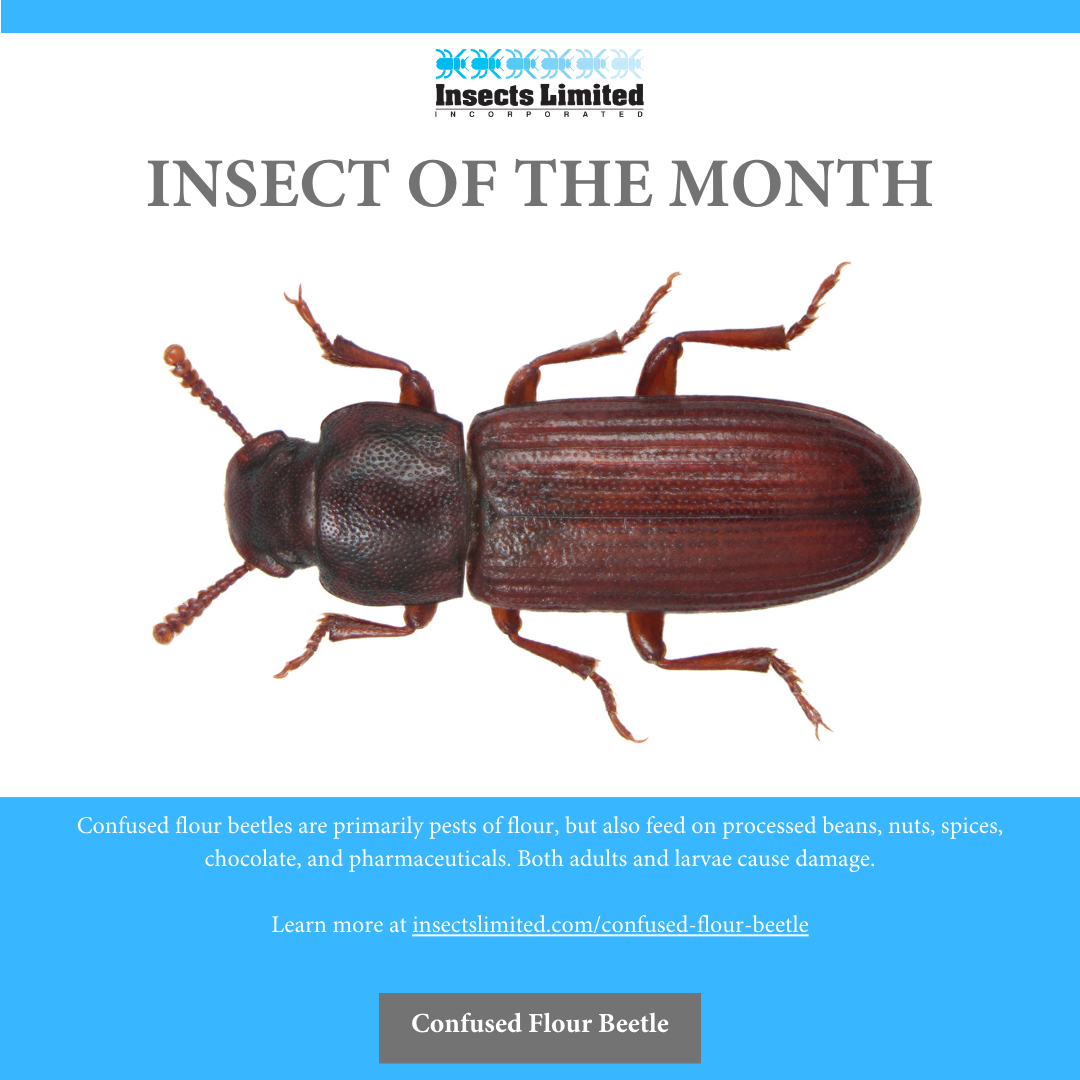 Insects Limited
INCORPORATED
INSECT OF THE MONTH
Confused flour beetles are primarily pests of flour, but also feed on processed beans, nuts, spices,
chocolate, and pharmaceuticals. Both adults and larvae cause damage.
Learn more at insectslimited.com/confused-flour-beetle
Confused Flour Beetle